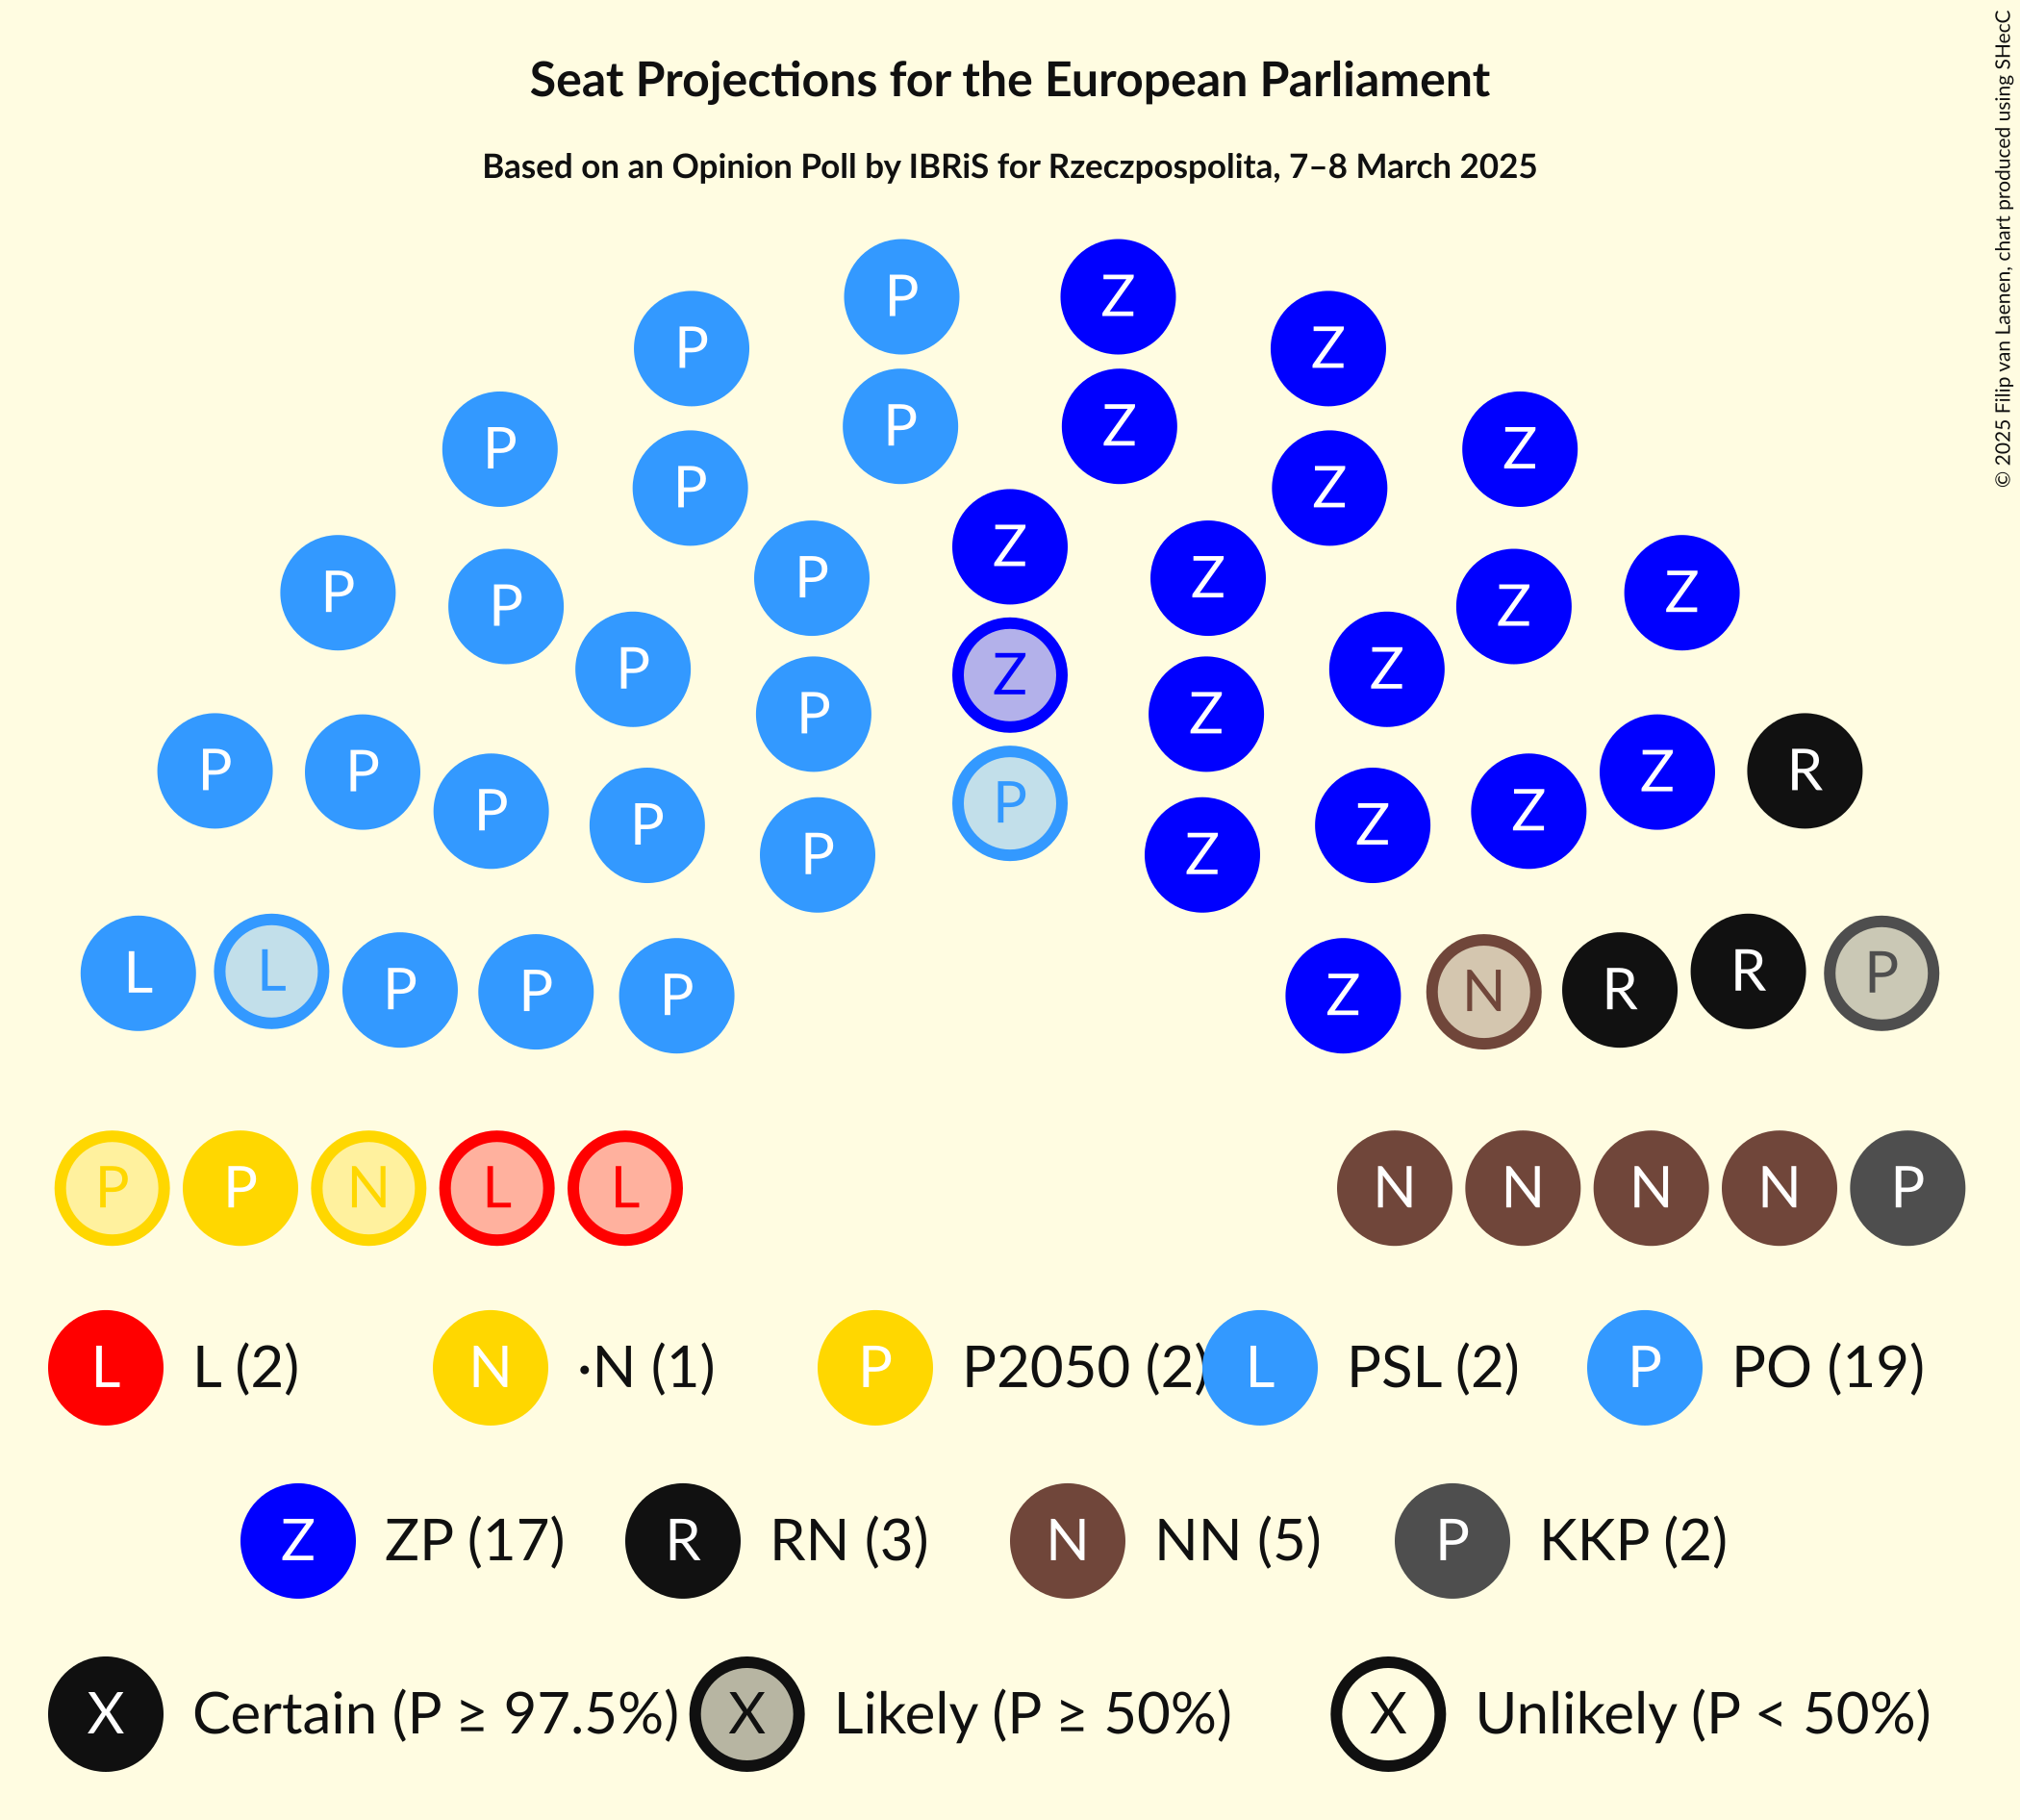 Seat Projections for the European Parliament
Based on an Opinion Poll by IBRiS for Rzeczpospolita, 7–8 March 2025
© 2025 Filip van Laenen, chart produced using SHecC
P Z
P Z
P Z
P Z
P Z
P Z
Z
P Z
P Z
P P Z Z
P Z
Z
P Z
P P Z R
P Z
P
P Z
P Z
L L P P P Z N R R P
P P N L L N N N N P
L L (2) N ·N (1) P P2050 (2) L PSL (2) P PO (19)
Z ZP (17) R RN (3) N NN (5) P KKP (2)
X Certain (P ≥ 97.5%) X Likely (P ≥ 50%) X Unlikely (P < 50%)